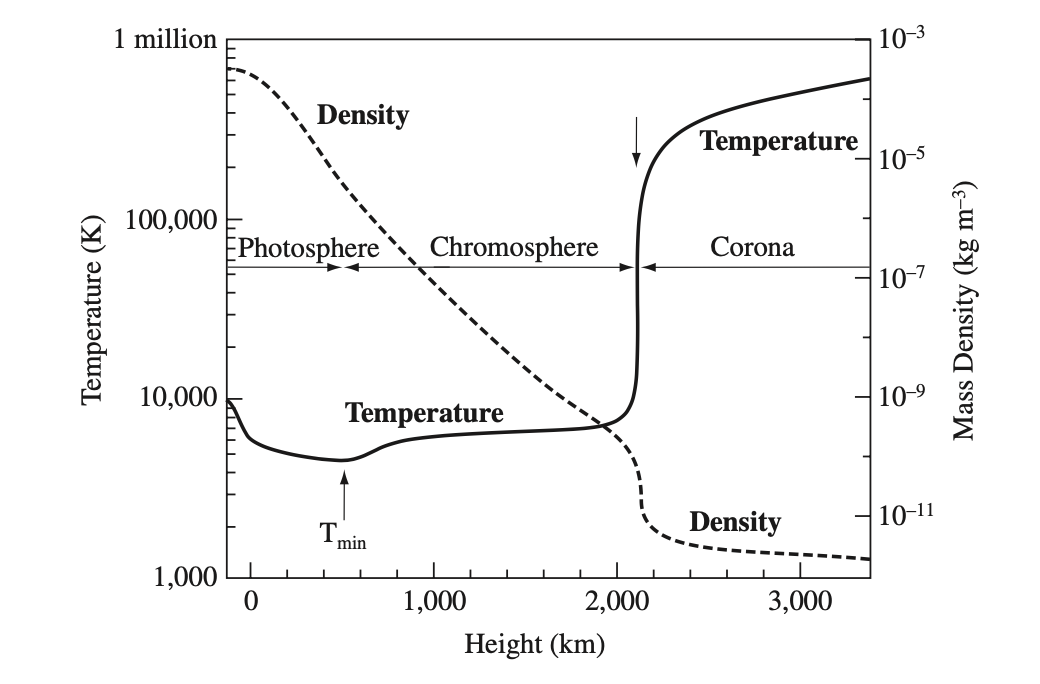 1 million
10⁻³
Density
Temperature
10⁻⁵
100,000
Photosphere
Chromosphere
Corona
10⁻⁷
Temperature (K)
Mass Density (kg m⁻³)
10,000
Temperature
10⁻⁹
Tmin
Density
10⁻¹¹
1,000
0
1,000
2,000
3,000
Height (km)